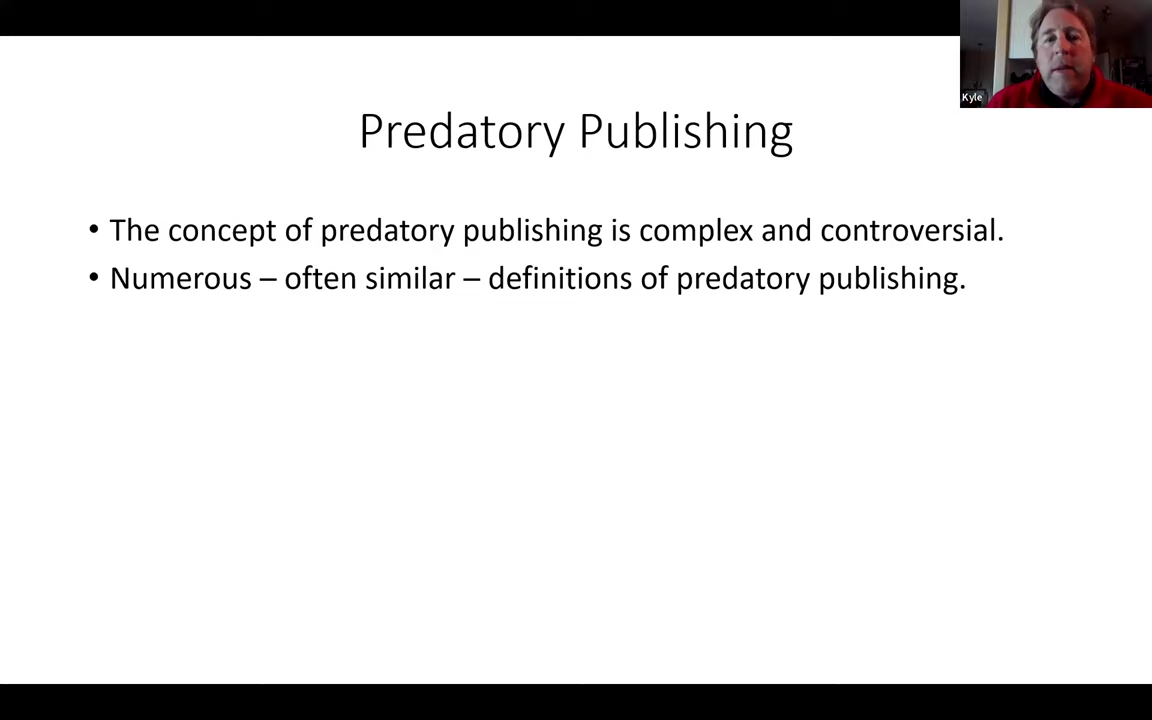 Kyle
Predatory Publishing
• The concept of predatory publishing is complex and controversial.
• Numerous – often similar – definitions of predatory publishing.